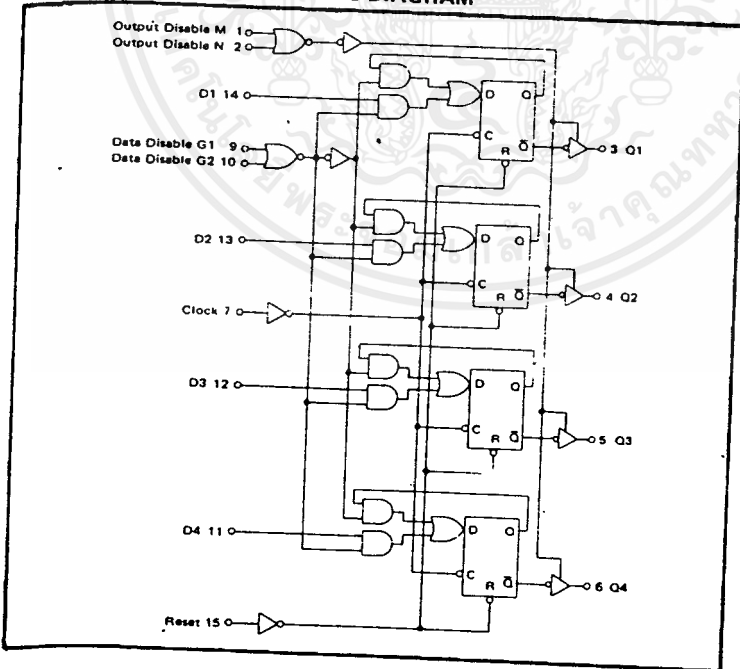 DIAGRAM
Output Disable M 1
Output Disable N 2
D Q
D1 14
C
Data Disable G1 9
R Q̅
3 Q1
Data Disable G2 10
D Q
D2 13
C
R Q̅
4 Q2
Clock 7
D Q
D3 12
C
R Q̅
5 Q3
D Q
D4 11
C
R Q̅
6 Q4
Reset 15